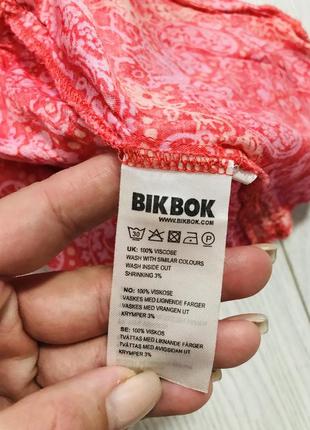 BIKBOK
WWW.BIKBOK.COM
30 P
UK: 100% VISCOSE
WASH WITH SIMILAR COLOURS
WASH INSIDE OUT
SHRINKING 3%
NO: 100% VISKOSE
VASKES MED LIGNENDE FARGER
VASKES MED VRANGEN UT
KRYMPER 3%
SE: 100% VISKOS
TVÄTTAS MED LIKNANDE FÄRGER
TVÄTTAS MED AVIGSIDAN UT
KRYMPER 3%